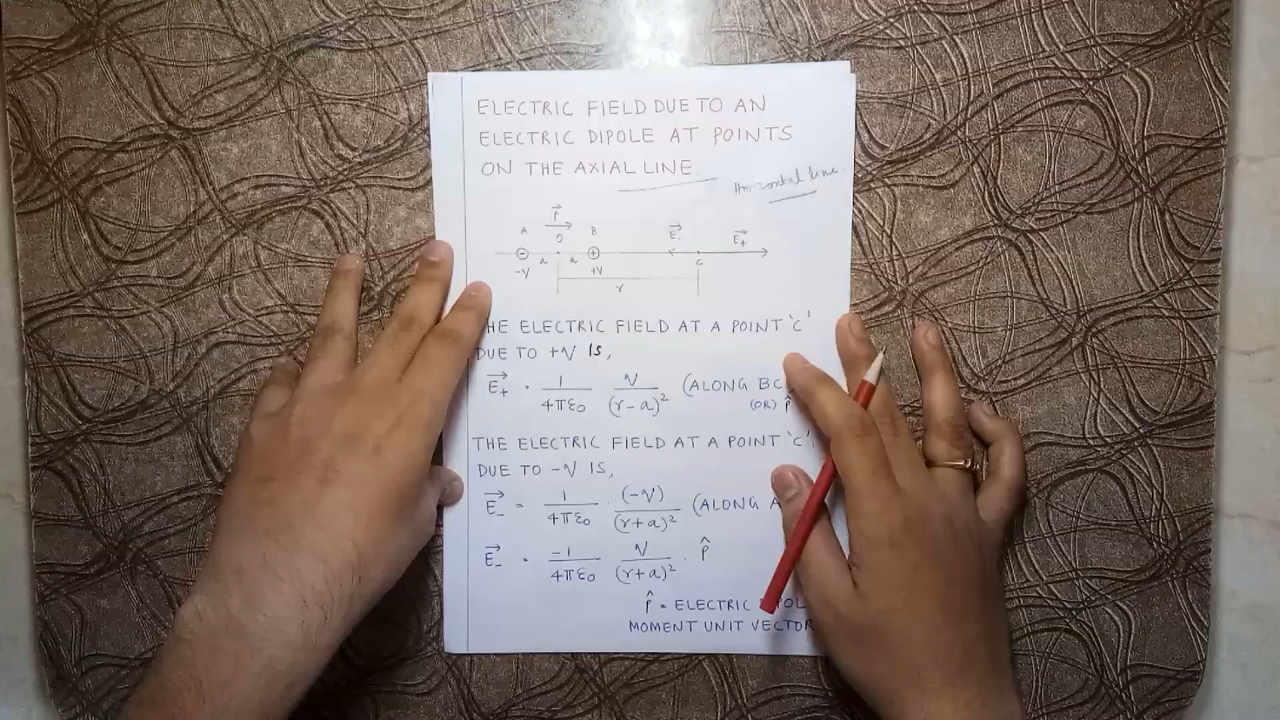 ELECTRIC FIELD DUE TO AN
ELECTRIC DIPOLE AT POINTS
ON THE AXIAL LINE
Horizontal line
P⃗
A O B E⃗₋ E⃗₊
⊖ a a ⊕ C
-q +q
r
HE ELECTRIC FIELD AT A POINT 'C'
DUE TO +q IS,
E⃗₊ = 1/4πε₀ q/(r-a)² (ALONG BC
(OR) p̂
THE ELECTRIC FIELD AT A POINT 'C'
DUE TO -q IS,
E⃗₋ = 1/4πε₀ . (-q)/(r+a)² (ALONG A
E⃗₋ = -1/4πε₀ q/(r+a)² . p̂
p̂ = ELECTRIC POL
MOMENT UNIT VECTOR